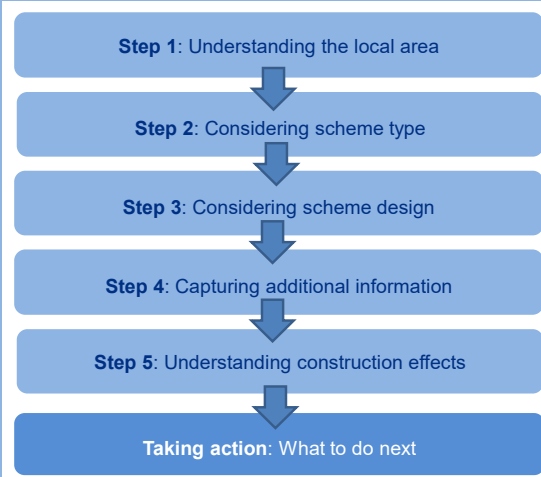 Step 1: Understanding the local area
Step 2: Considering scheme type
Step 3: Considering scheme design
Step 4: Capturing additional information
Step 5: Understanding construction effects
Taking action: What to do next